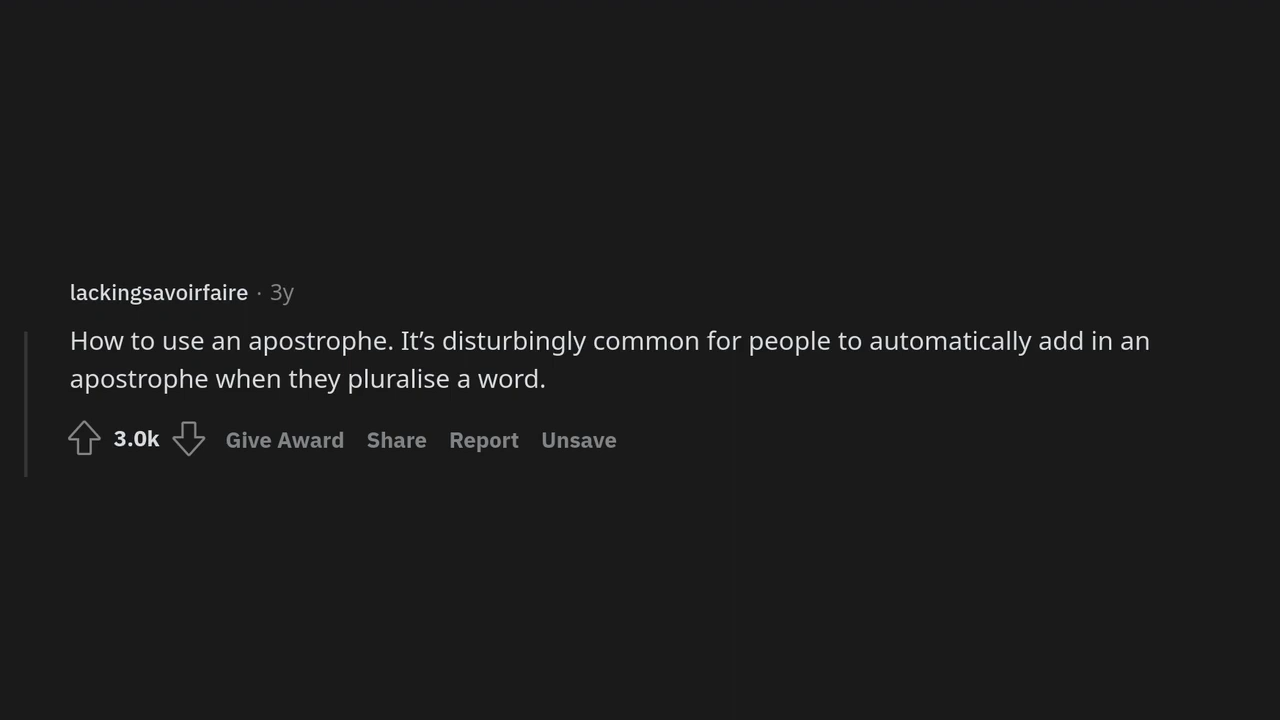 lackingsavoirfaire · 3y
How to use an apostrophe. It’s disturbingly common for people to automatically add in an
apostrophe when they pluralise a word.
3.0k Give Award Share Report Unsave